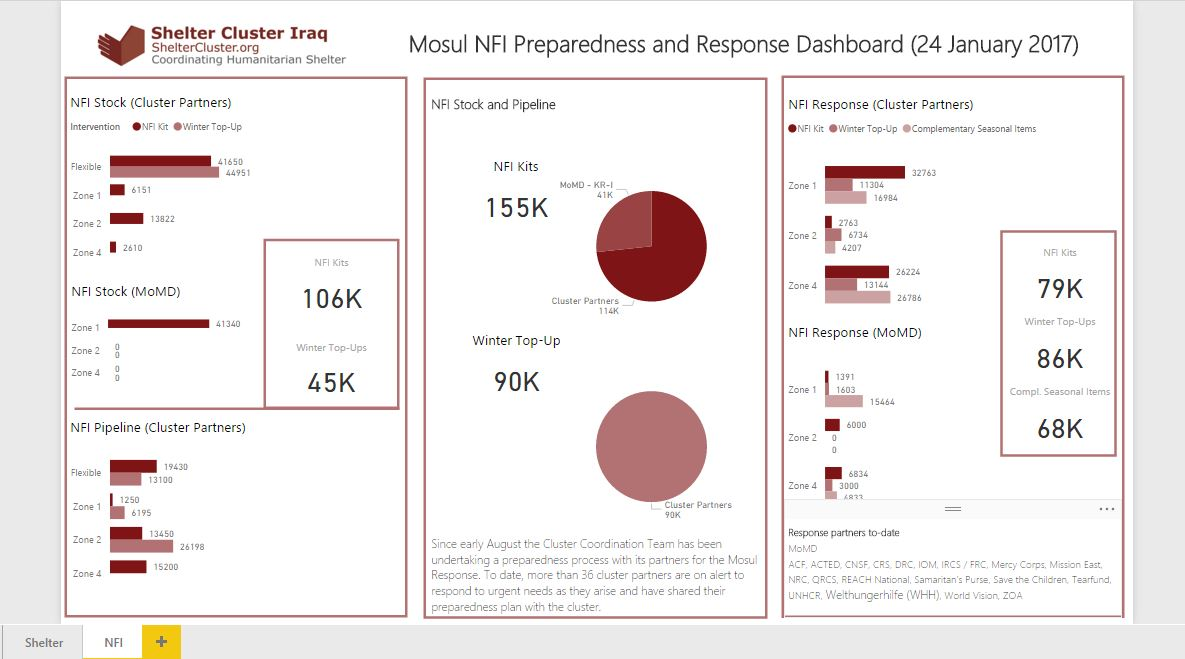 Shelter Cluster Iraq
ShelterCluster.org
Coordinating Humanitarian Shelter
Mosul NFI Preparedness and Response Dashboard (24 January 2017)
NFI Stock (Cluster Partners)
Intervention NFI Kit Winter Top-Up
Flexible 41650
44951
Zone 1 6151
Zone 2 13822
Zone 4 2610
NFI Stock (MoMD)
Zone 1 41340
Zone 2 0
0
Zone 4 0
0
NFI Kits
106K
Winter Top-Ups
45K
NFI Pipeline (Cluster Partners)
Flexible 19430
13100
Zone 1 1250
6195
Zone 2 13450
26198
Zone 4 15200
NFI Stock and Pipeline
NFI Kits
155K
MoMD - KR-I
41K
Cluster Partners
114K
Winter Top-Up
90K
Cluster Partners
90K
Since early August the Cluster Coordination Team has been
undertaking a preparedness process with its partners for the Mosul
Response. To date, more than 36 cluster partners are on alert to
respond to urgent needs as they arise and have shared their
preparedness plan with the cluster.
NFI Response (Cluster Partners)
NFI Kit Winter Top-Up Complementary Seasonal Items
Zone 1 32763
11304
16984
Zone 2 2763
6734
4207
Zone 4 26224
13144
26786
NFI Response (MoMD)
Zone 1 1391
1603
15464
Zone 2 6000
0
0
Zone 4 6834
3000
6833
NFI Kits
79K
Winter Top-Ups
86K
Compl. Seasonal Items
68K
Response partners to-date
MoMD
ACF, ACTED, CNSF, CRS, DRC, IOM, IRCS / FRC, Mercy Corps, Mission East,
NRC, QRCS, REACH National, Samaritan's Purse, Save the Children, Tearfund,
UNHCR, Welthungerhilfe (WHH), World Vision, ZOA
Shelter NFI +